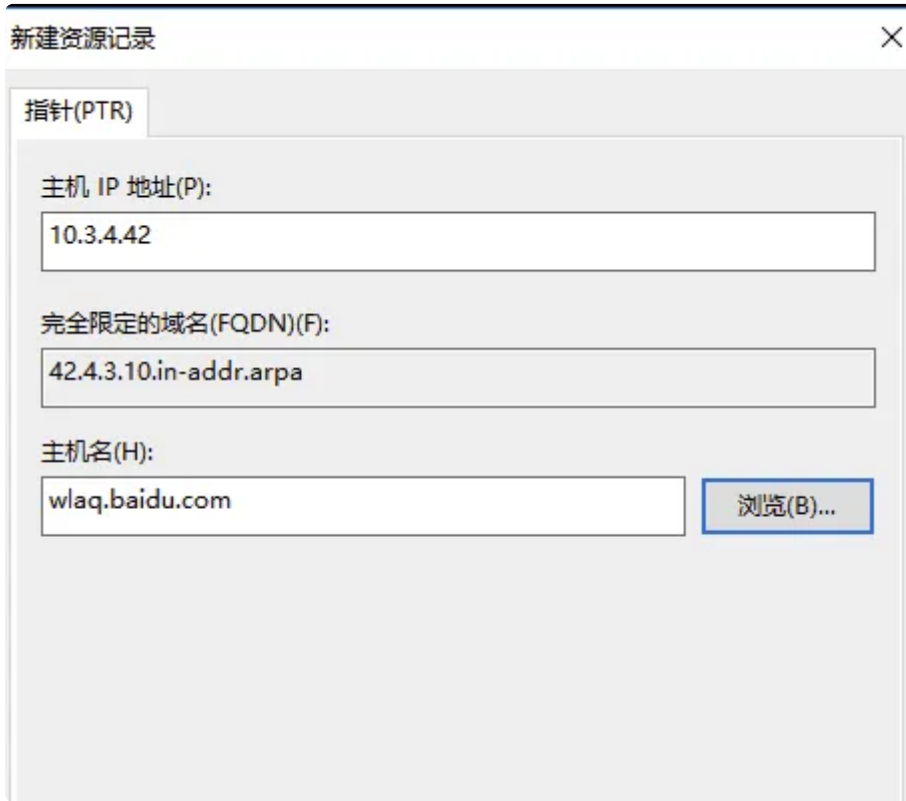 新建资源记录
指针(PTR)
主机 IP 地址(P):
10.3.4.42
完全限定的域名(FQDN)(F):
42.4.3.10.in-addr.arpa
主机名(H):
wlaq.baidu.com
浏览(B)...